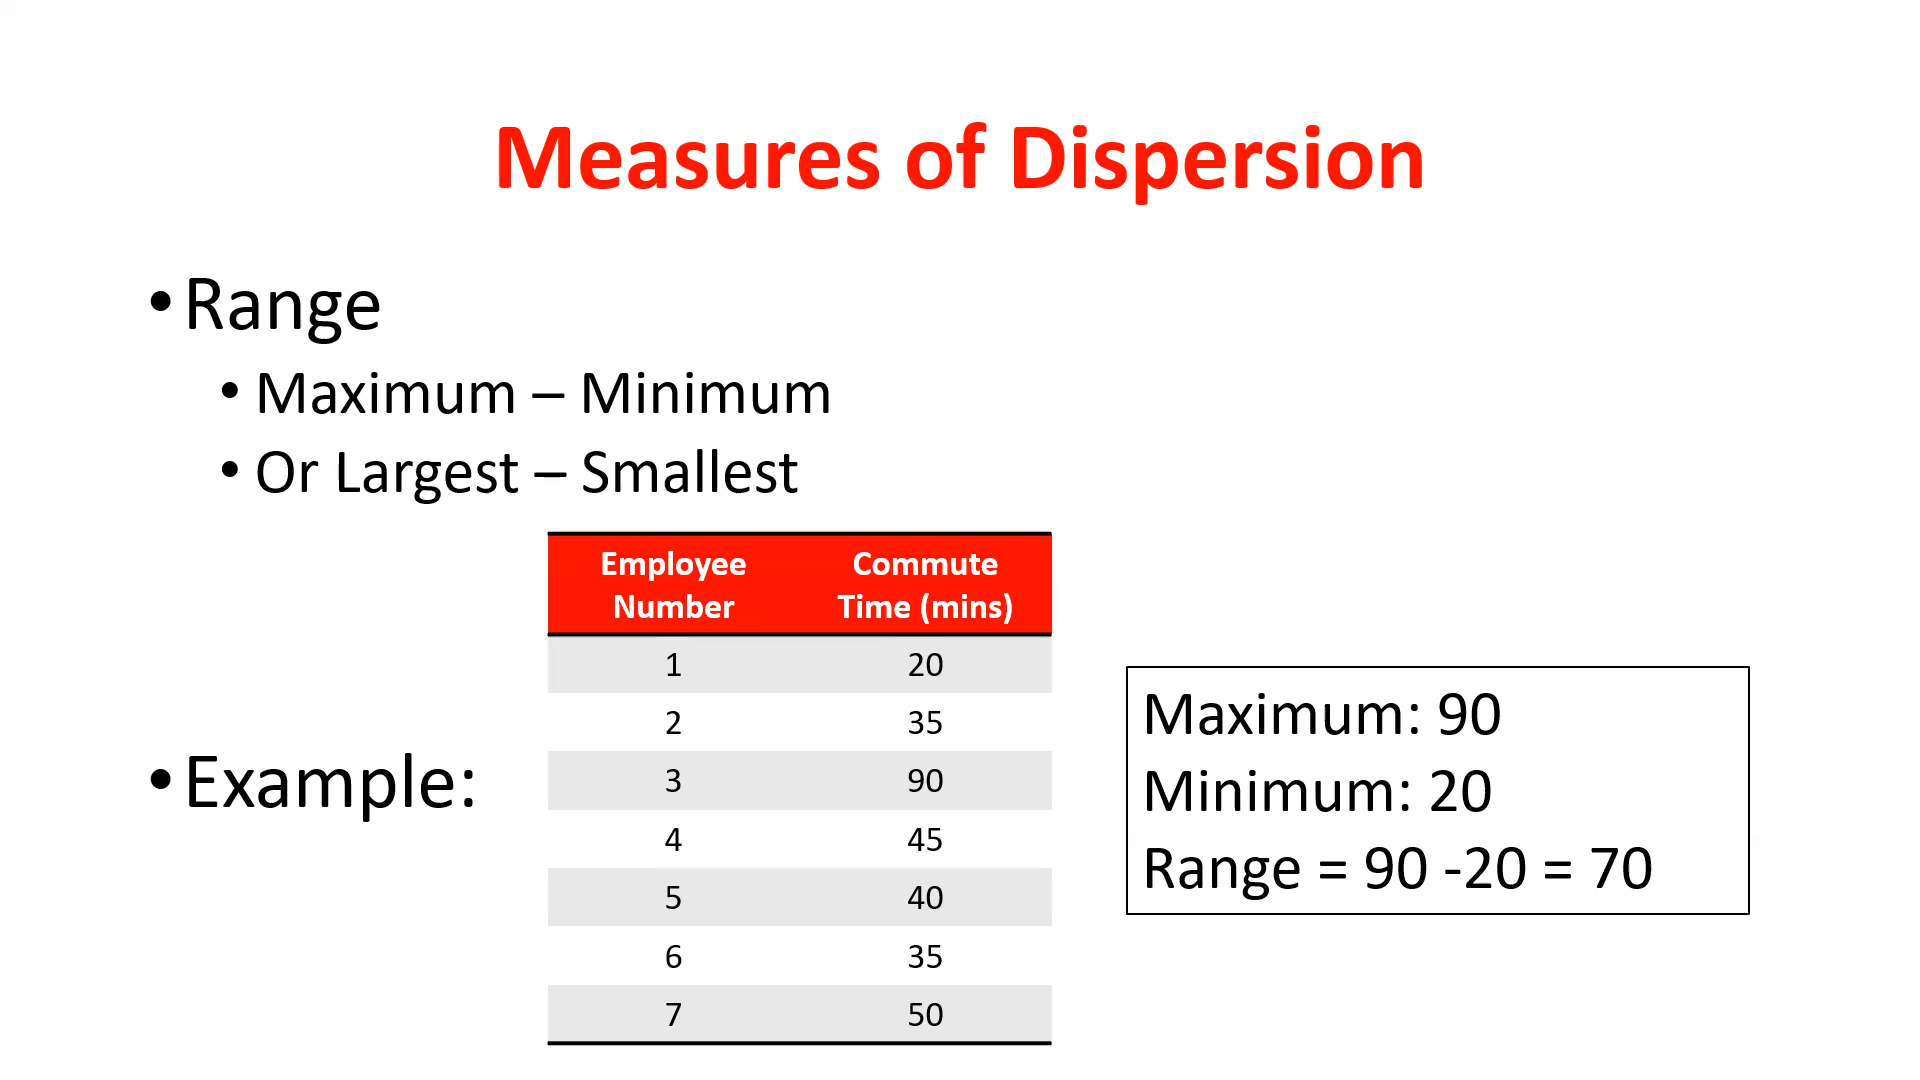 Measures of Dispersion
• Range
• Maximum – Minimum
• Or Largest – Smallest
Employee Number Commute Time (mins)
1 20
2 35
3 90
4 45
5 40
6 35
7 50
• Example:
Maximum: 90
Minimum: 20
Range = 90 -20 = 70